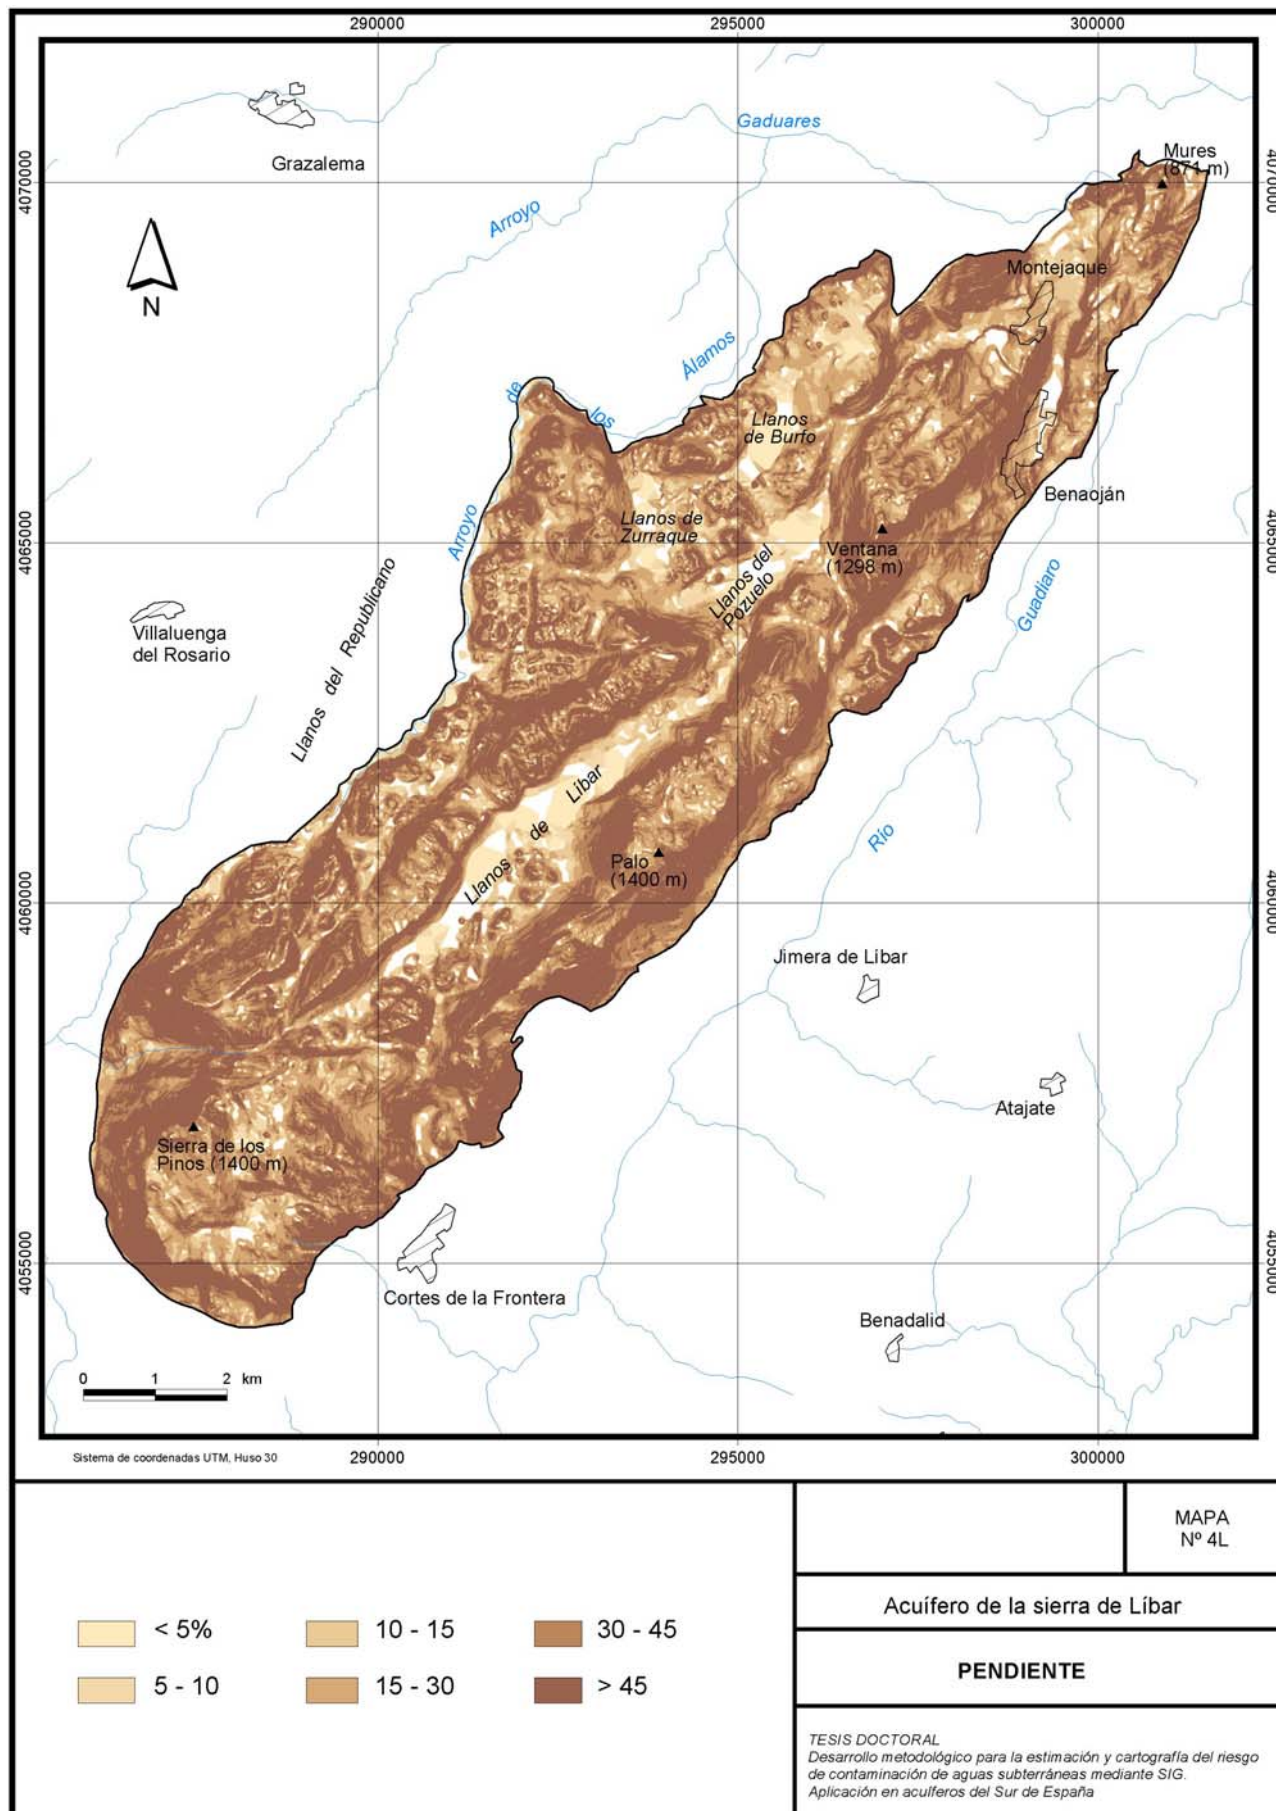 290000
295000
300000
Gaduares
Mures
(871 m)
Grazalema
4070000
4070000
Arroyo
N
Montejaque
Álamos
de
los
Llanos
de Burfo
Benaoján
Llanos de
Zurraque
Arroyo
4065000
4065000
Ventana
(1298 m)
Llanos del
Pozuelo
Guadiaro
Villaluenga
del Rosario
Llanos del Republicano
Llanos de Líbar
Río
Palo
(1400 m)
4060000
4060000
Jimera de Líbar
Atajate
Sierra de los
Pinos (1400 m)
4055000
4055000
Cortes de la Frontera
Benadalid
0 1 2 km
Sistema de coordenadas UTM, Huso 30
290000
295000
300000
MAPA
Nº 4L
Acuífero de la sierra de Líbar
< 5%
10 - 15
30 - 45
5 - 10
15 - 30
> 45
PENDIENTE
TESIS DOCTORAL
Desarrollo metodológico para la estimación y cartografía del riesgo
de contaminación de aguas subterráneas mediante SIG.
Aplicación en acuíferos del Sur de España